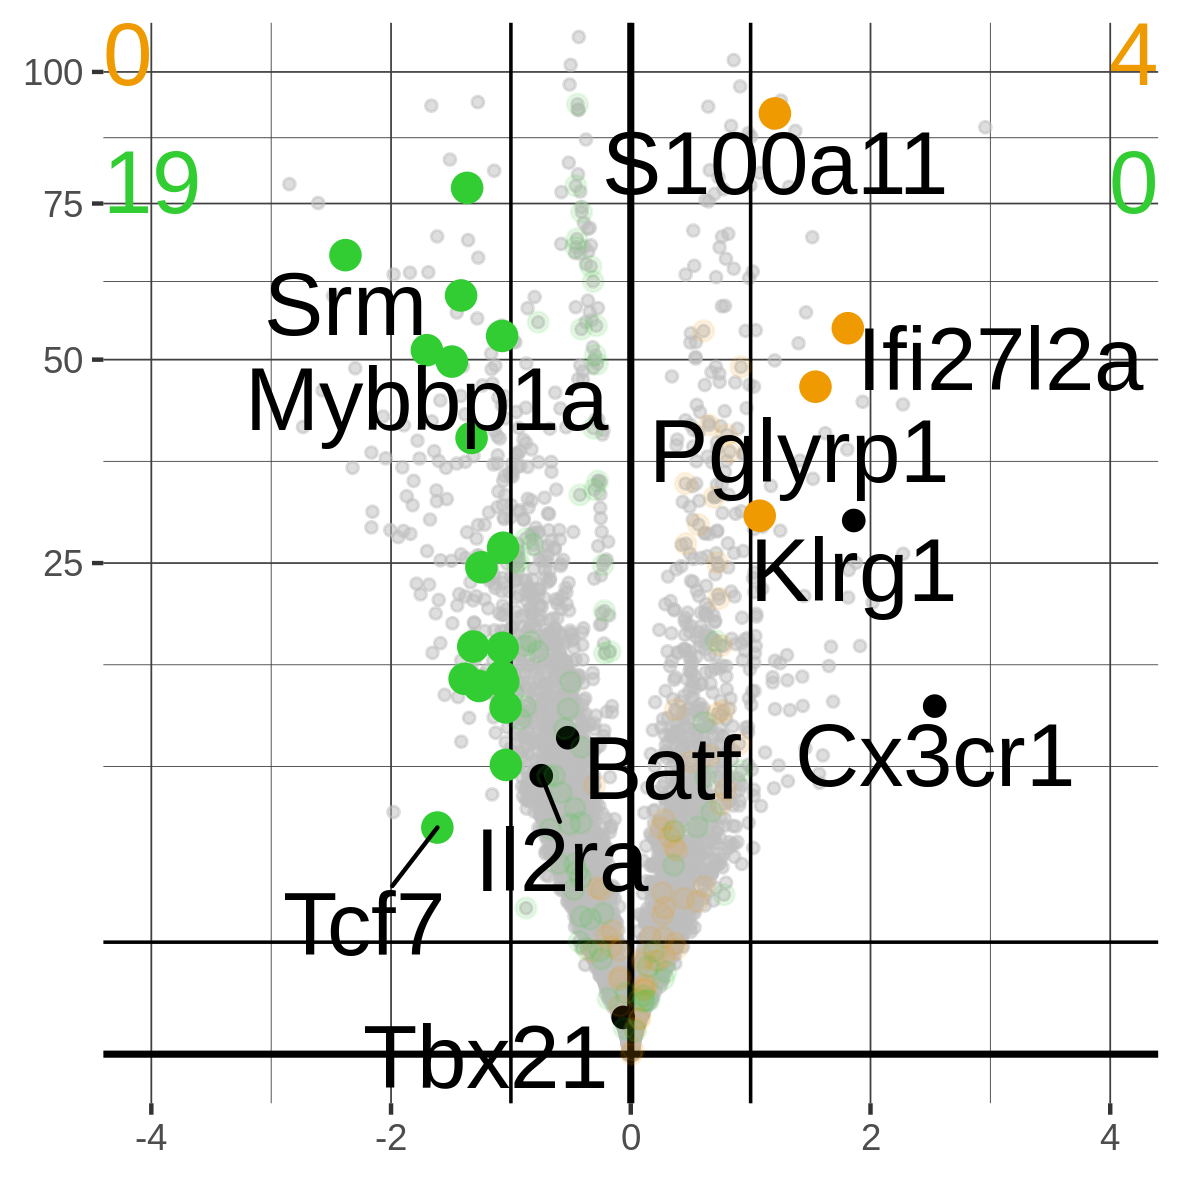 0
4
100
S100a11
19
0
75
Srm
Ifi27l2a
50
Mybbp1a
Pglyrp1
25
Klrg1
Cx3cr1
Batf
Il2ra
Tcf7
Tbx21
-4
-2
0
2
4